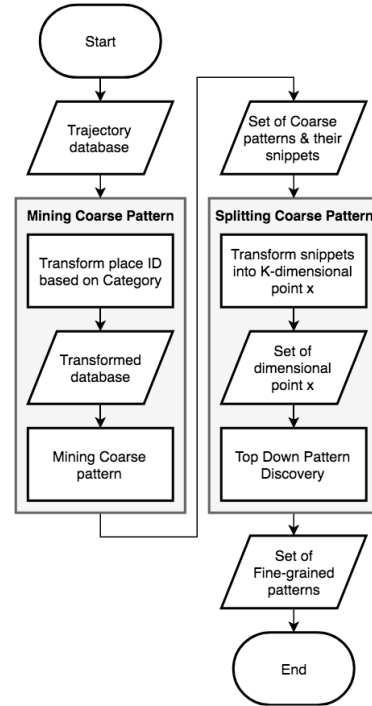 Start
Trajectory
database
Mining Coarse Pattern
Transform place ID
based on Category
Transformed
database
Mining Coarse
pattern
Set of Coarse
patterns & their
snippets
Splitting Coarse Pattern
Transform snippets
into K-dimensional
point x
Set of
dimensional
point x
Top Down Pattern
Discovery
Set of
Fine-grained
patterns
End